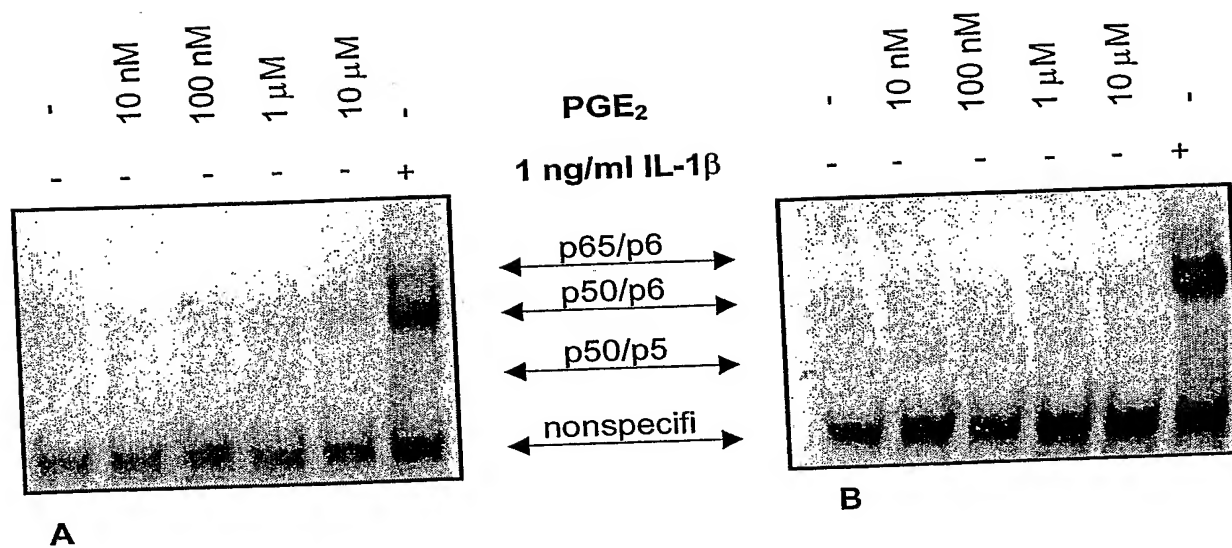 - 10 nM 100 nM 1 μM 10 μM - PGE₂ - 10 nM 100 nM 1 μM 10 μM -
- - - - - + 1 ng/ml IL-1β - - - - - +
p65/p6
p50/p6
p50/p5
nonspecifi
A B